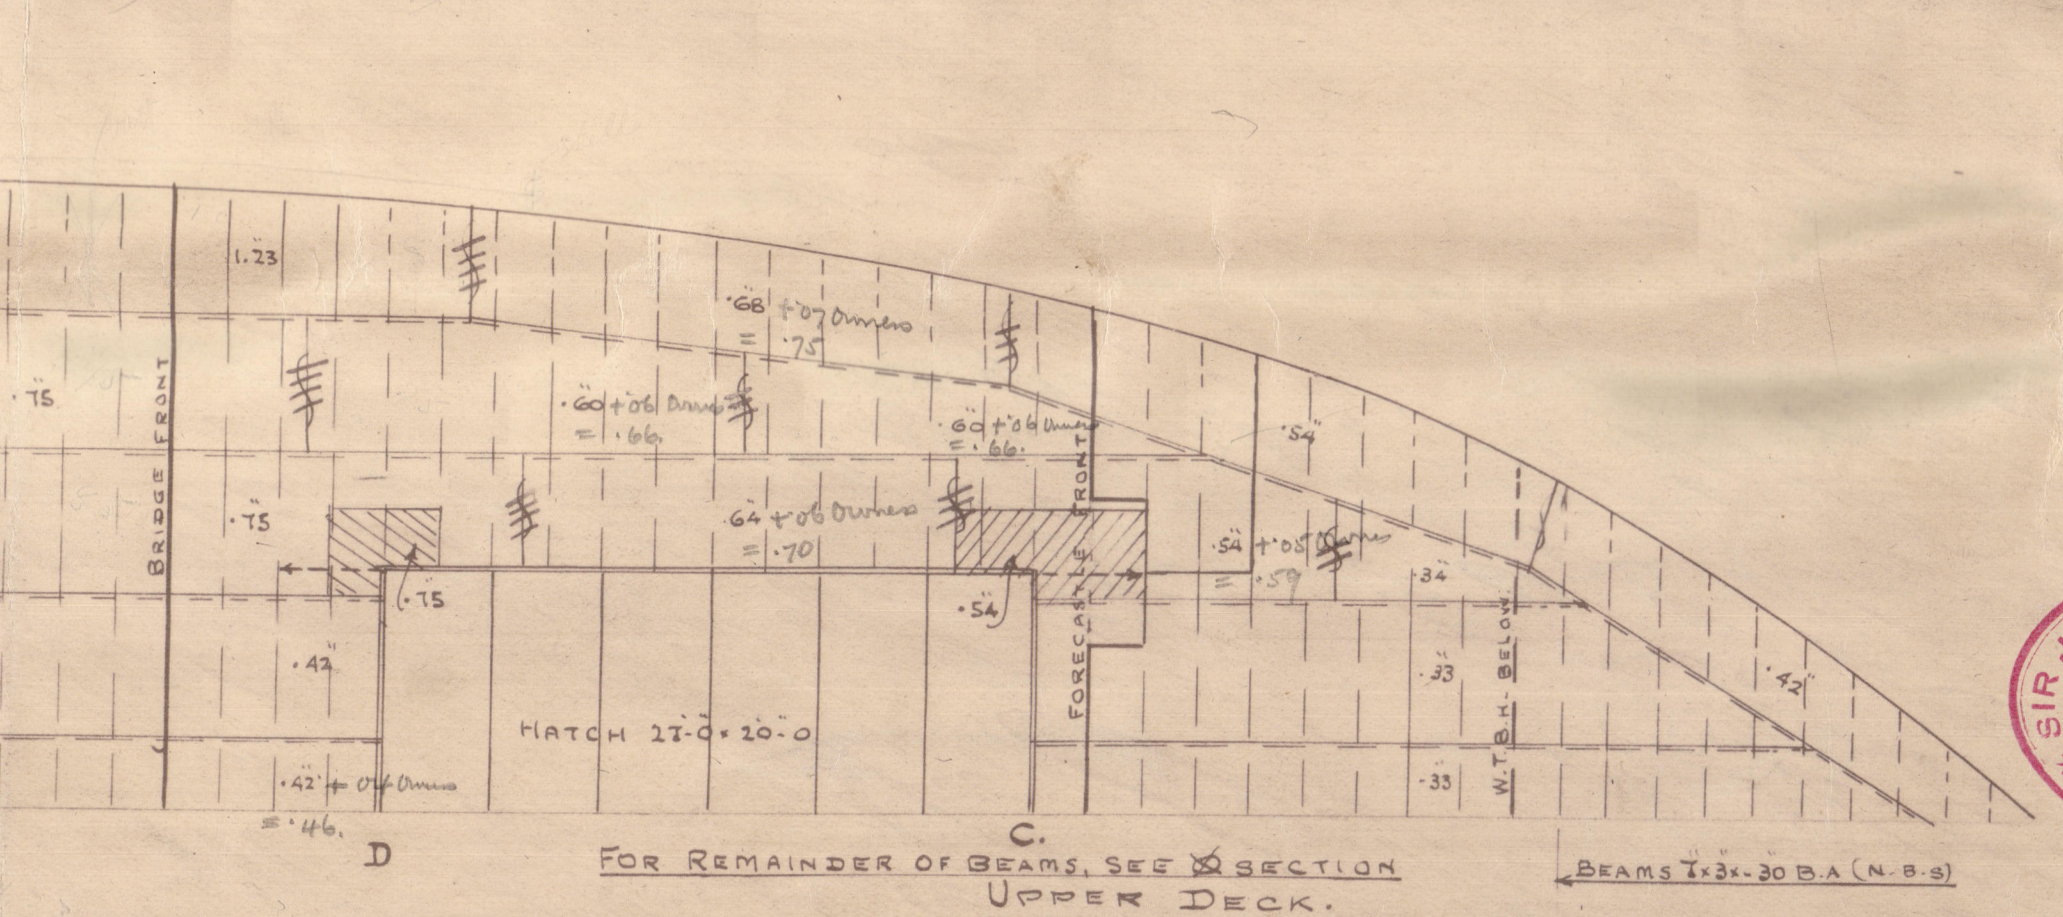 1.23"
.68" + .07 Owners
= .75
.75"
BRIDGE FRONT
.60" + .06 Owners
= .66.
.60" + .06 Owners
= .66.
.54"
.75"
.64" + .06 Owners
= .70
FORECASTLE FRONT
.54" + .05 Owners
= .59
.34"
.75"
.54"
.42"
.33"
W.T.B.H. BELOW.
.42"
HATCH 27'-0" × 20'-0"
.42" + .04 Owners
= .46.
.33"
D
C.
FOR REMAINDER OF BEAMS, SEE SECTION
BEAMS 7"×3"×.30 B.A (N.B.S)
UPPER DECK.
SIR